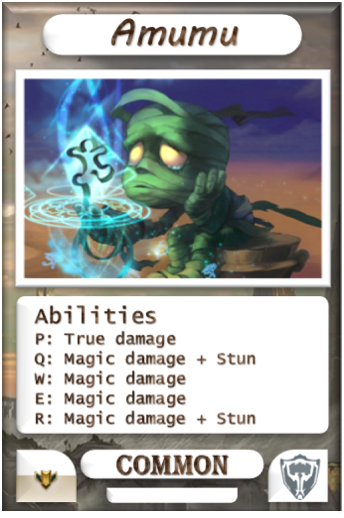 Amumu
Abilities
P: True damage
Q: Magic damage + Stun
W: Magic damage
E: Magic damage
R: Magic damage + Stun
COMMON